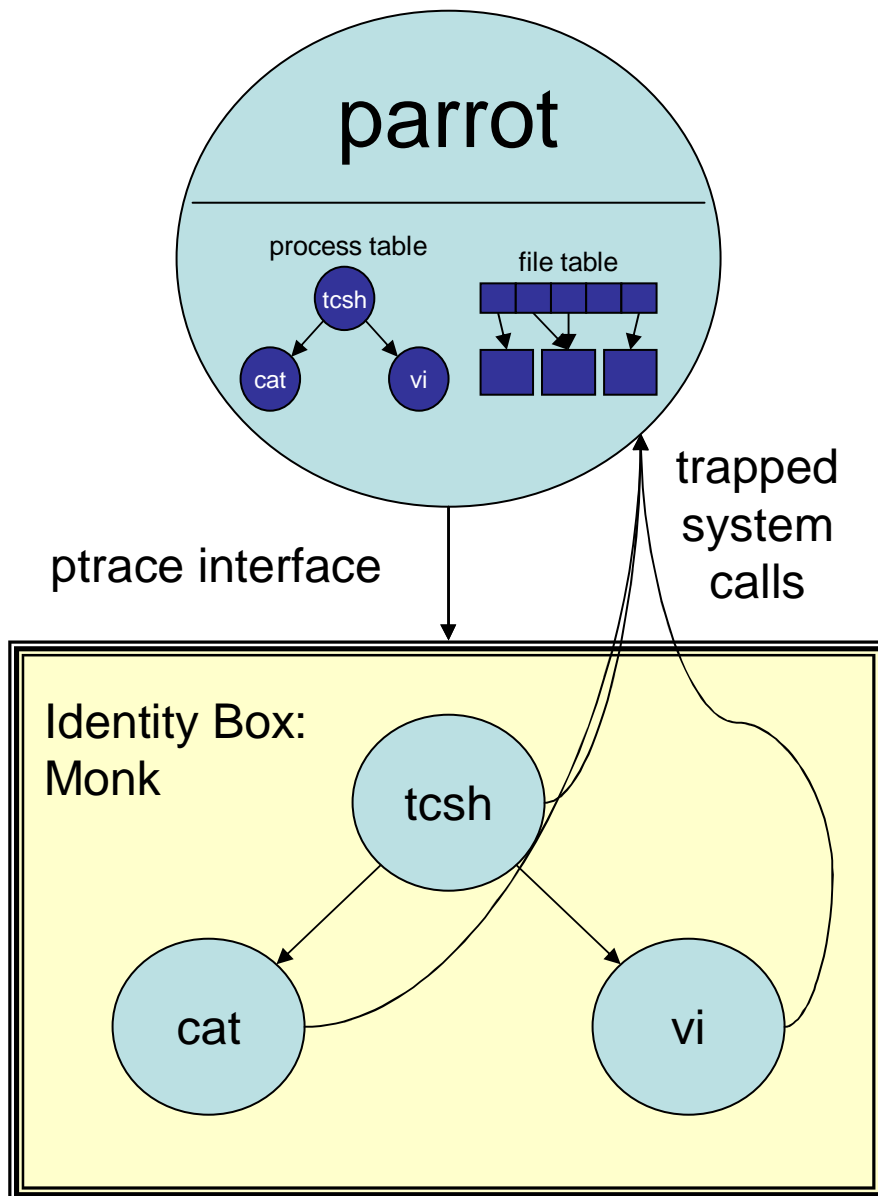 parrot
process table
file table
tcsh
cat
vi
trapped
system
calls
ptrace interface
Identity Box:
Monk
tcsh
cat
vi